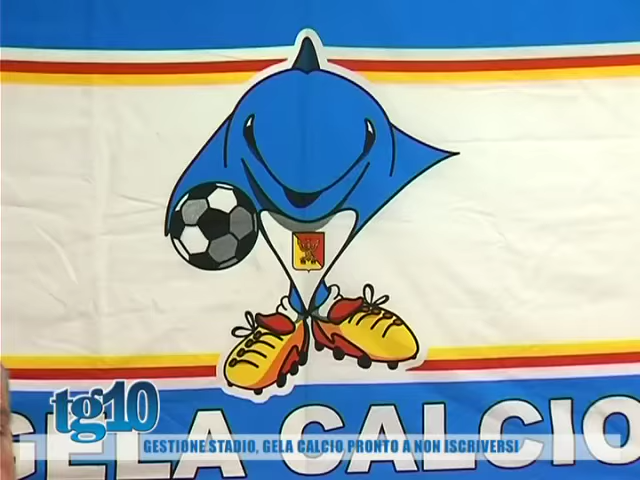 tg10
GELA CALCIO
GESTIONE STADIO, GELA CALCIO PRONTO A NON ISCRIVERSI